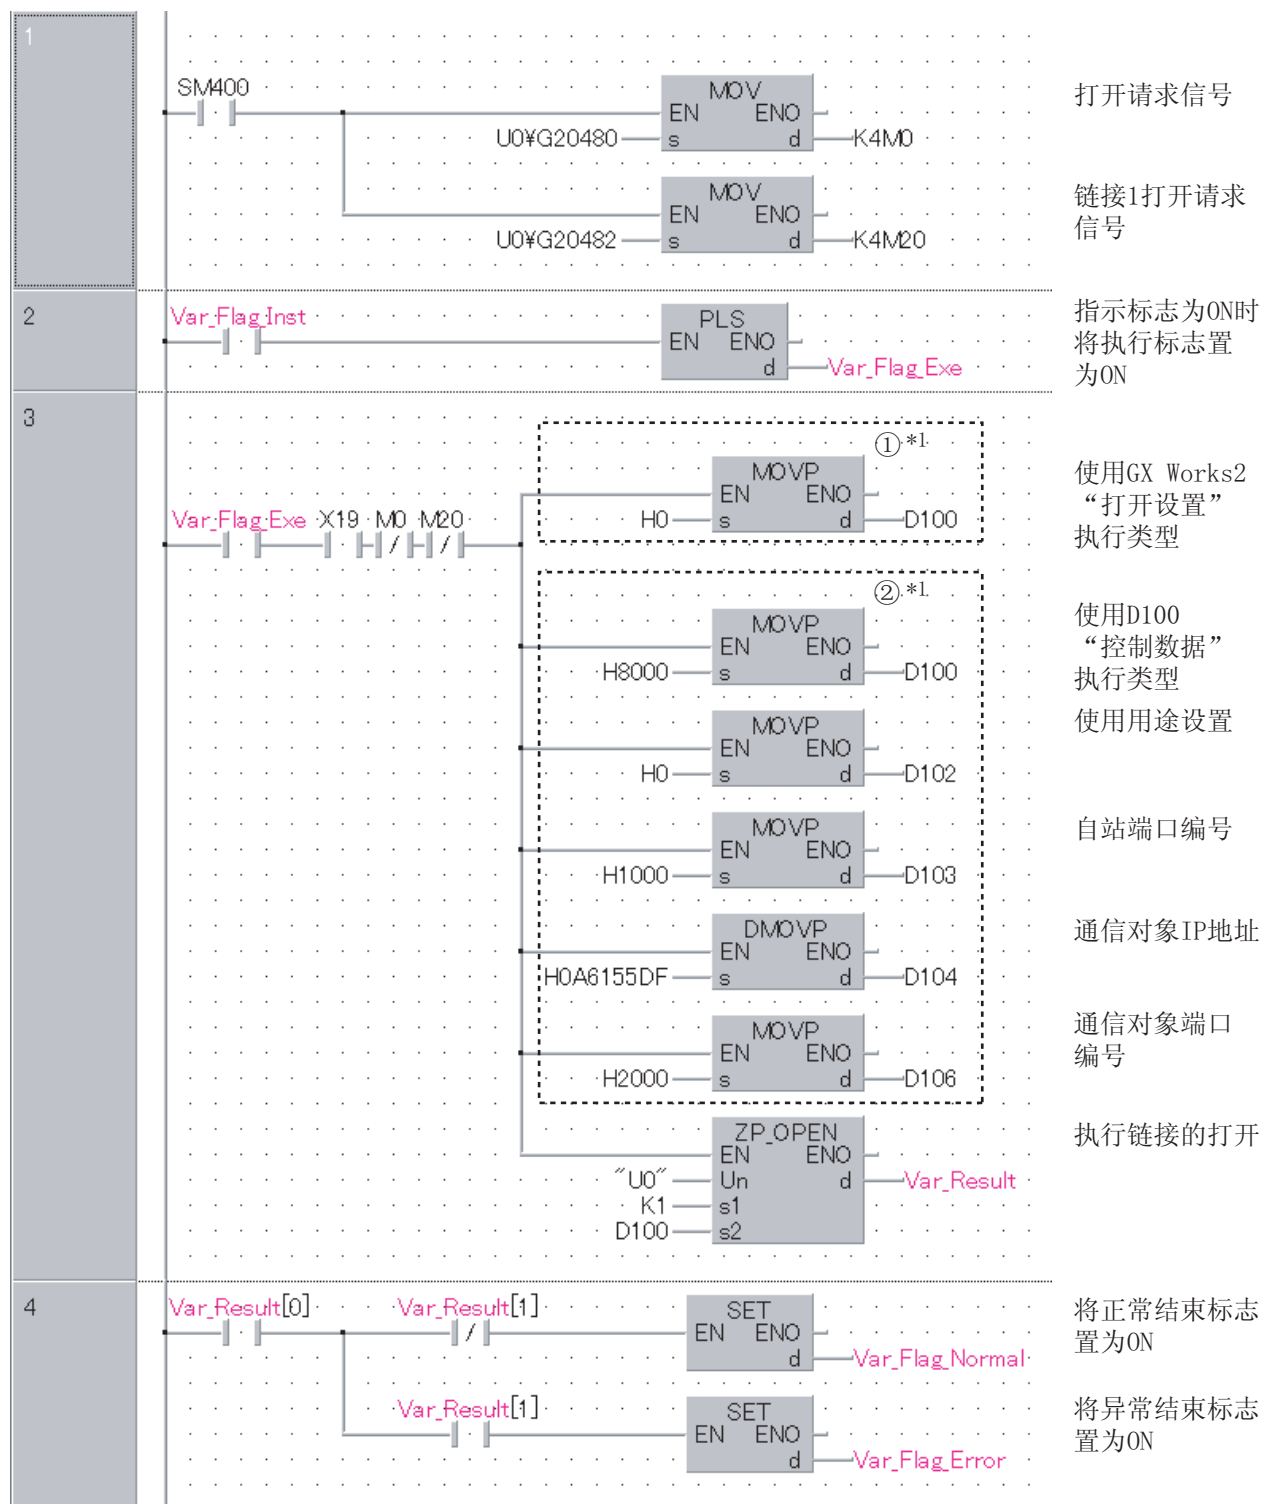 1
SM400
MOV
EN ENO
U0¥G20480 s d K4M0
打开请求信号
MOV
EN ENO
U0¥G20482 s d K4M20
链接1打开请求
信号
2
Var_Flag_Inst
PLS
EN ENO
d Var_Flag_Exe
指示标志为ON时
将执行标志置
为ON
3
Var_Flag_Exe X19 M0 M20
①*1
MOVP
EN ENO
H0 s d D100
使用GX Works2
“打开设置”
执行类型
②*1
MOVP
EN ENO
H8000 s d D100
使用D100
“控制数据”
执行类型
MOVP
EN ENO
H0 s d D102
使用用途设置
MOVP
EN ENO
H1000 s d D103
自站端口编号
DMOVP
EN ENO
H0A6155DF s d D104
通信对象IP地址
MOVP
EN ENO
H2000 s d D106
通信对象端口
编号
ZP_OPEN
EN ENO
"U0" Un d Var_Result
K1 s1
D100 s2
执行链接的打开
4
Var_Result[0] Var_Result[1]
SET
EN ENO
d Var_Flag_Normal
将正常结束标志
置为ON
Var_Result[1]
SET
EN ENO
d Var_Flag_Error
将异常结束标志
置为ON